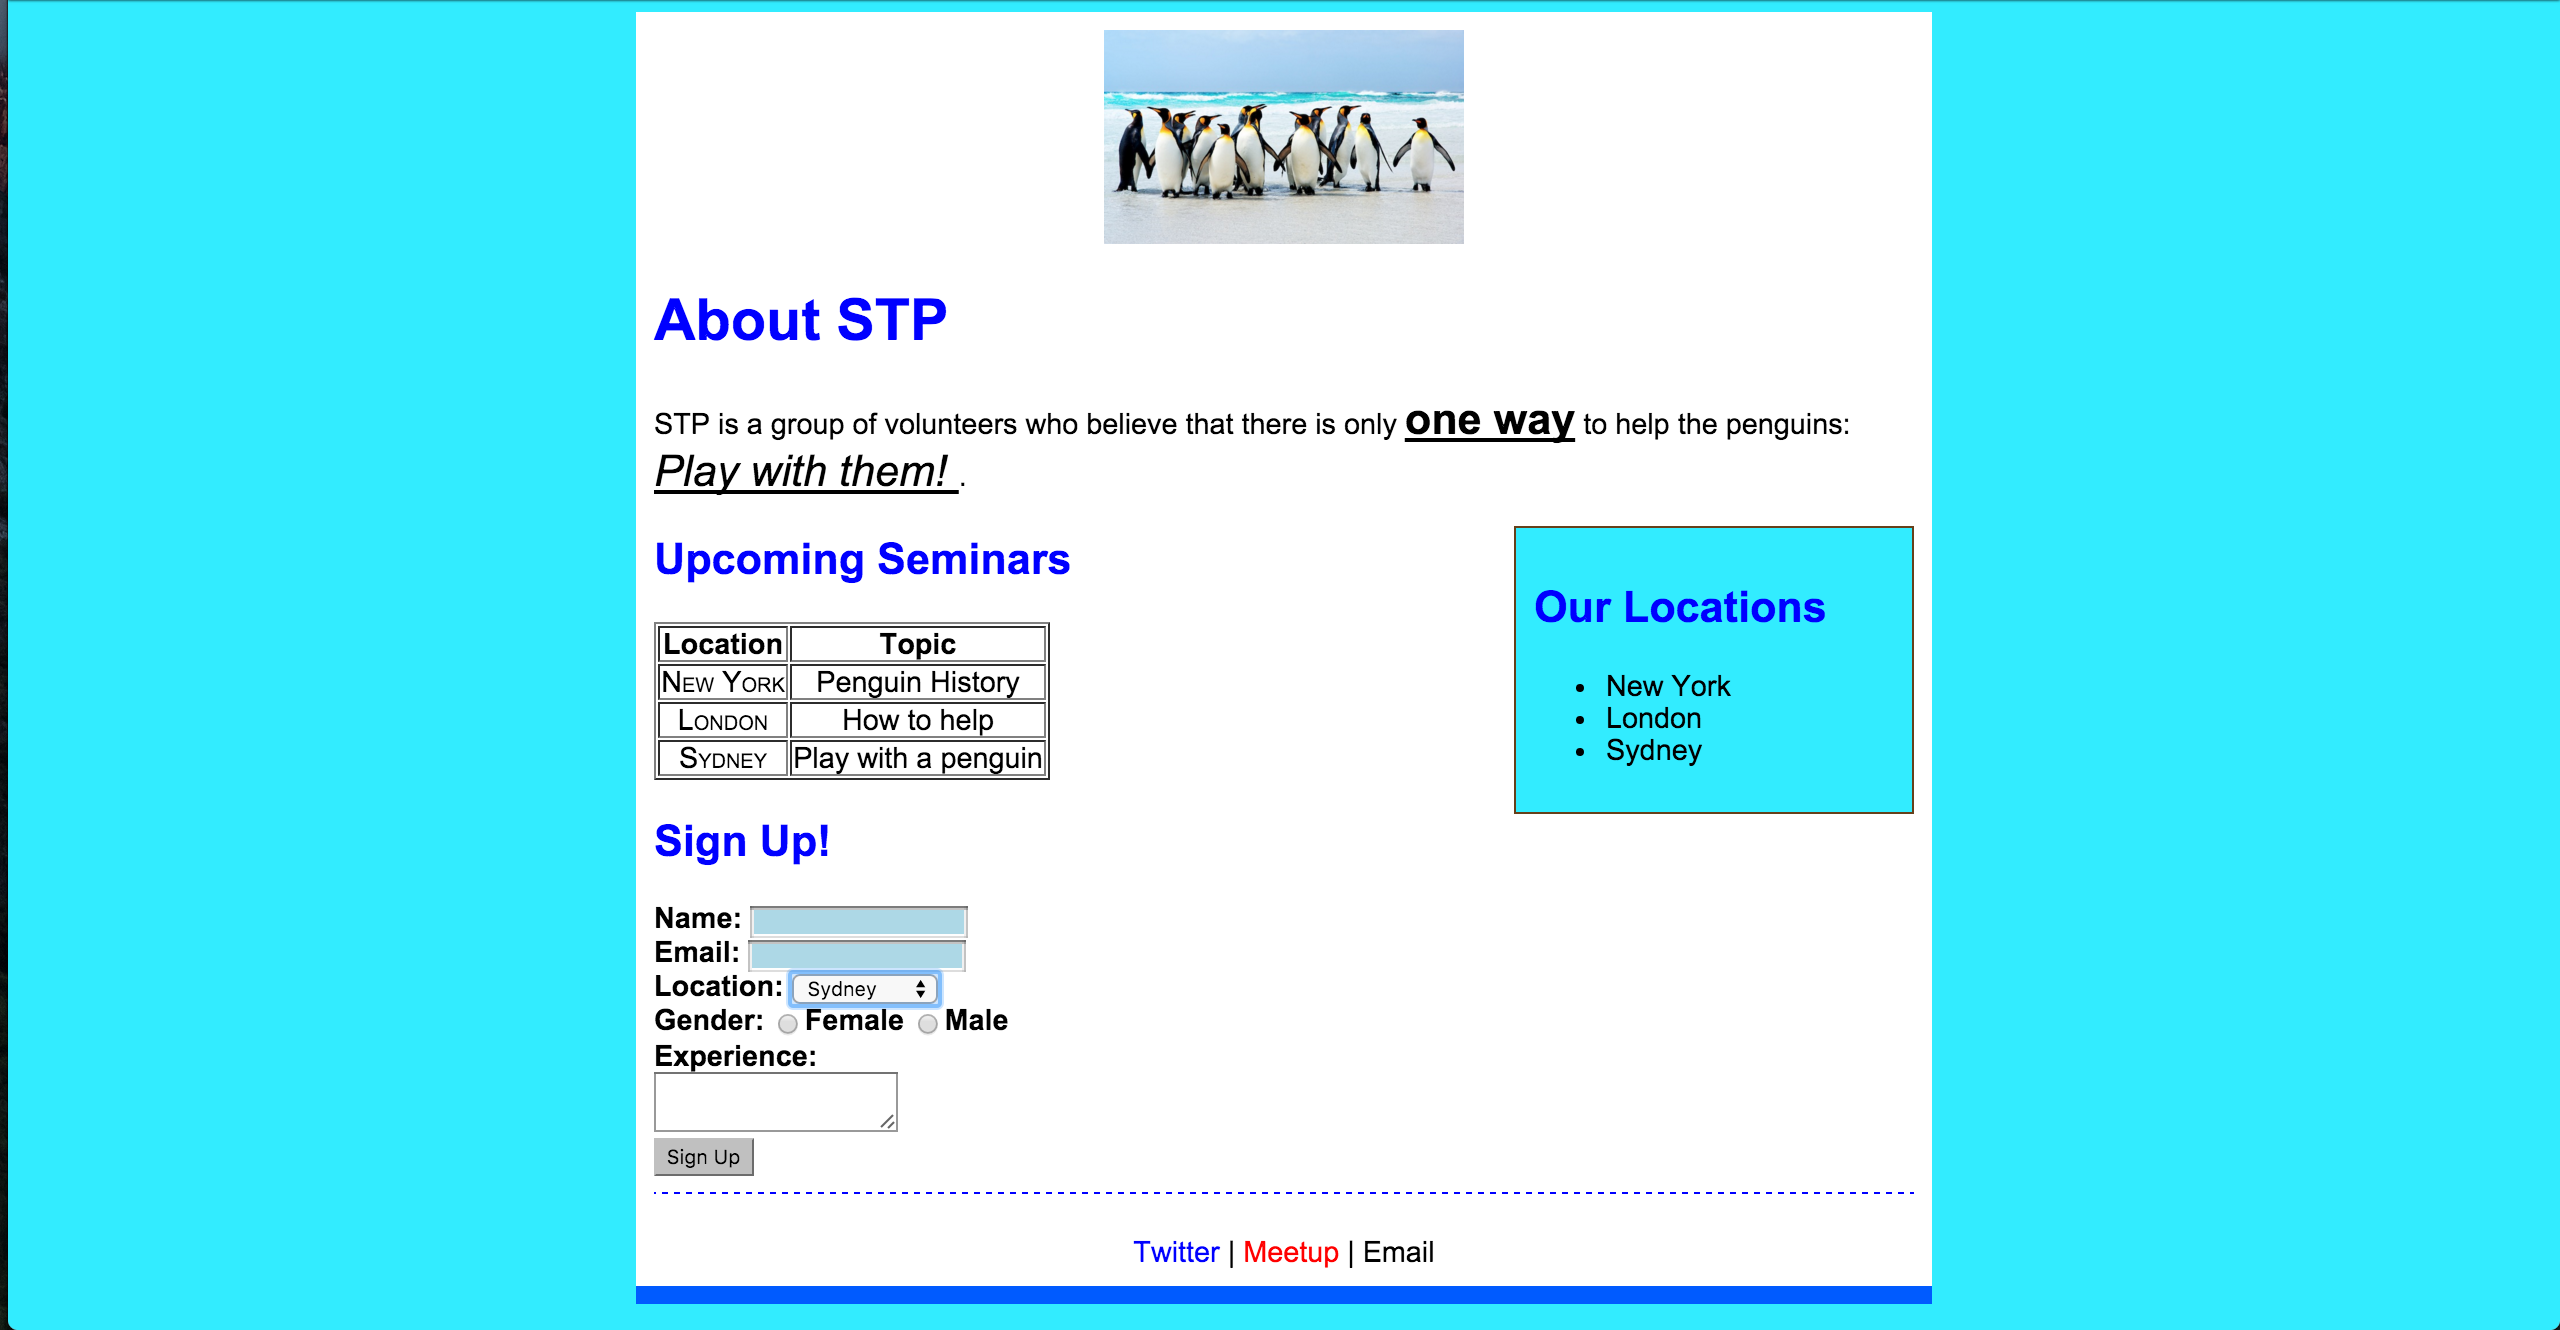 About STP
STP is a group of volunteers who believe that there is only one way to help the penguins:
Play with them! .
Upcoming Seminars
Location Topic
New York Penguin History
London How to help
Sydney Play with a penguin
Our Locations
• New York
• London
• Sydney
Sign Up!
Name:
Email:
Location: Sydney
Gender: Female Male
Experience:
Sign Up
Twitter | Meetup | Email